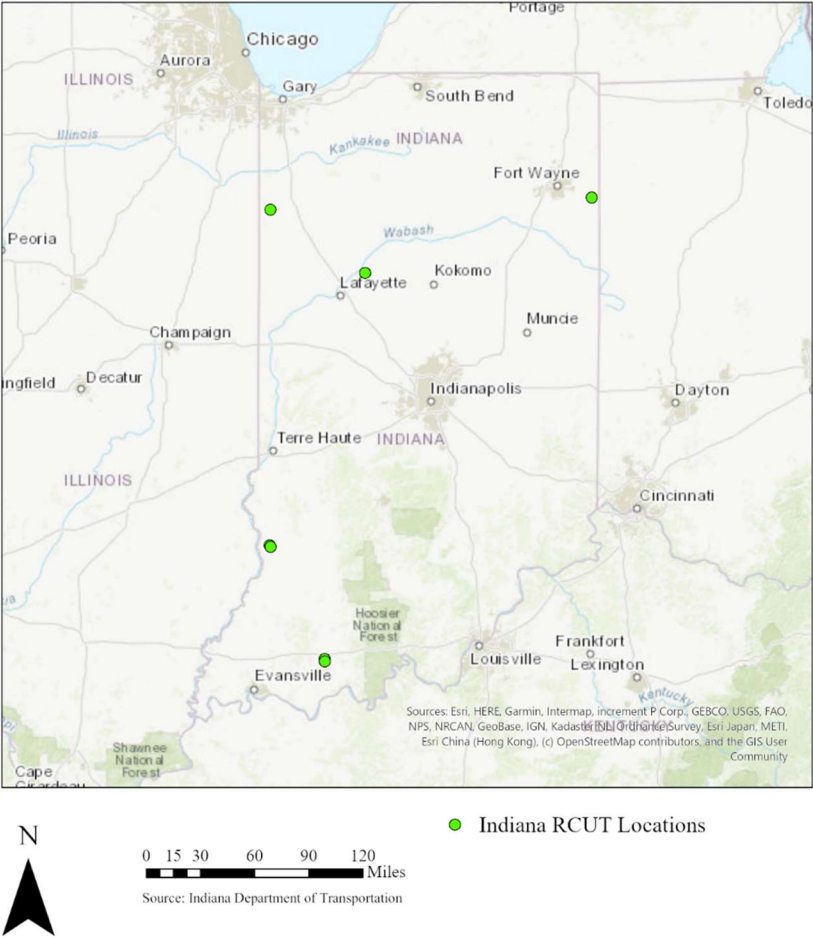 Portage
Chicago
Aurora
ILLINOIS
Gary
South Bend
Toledo
Illinois
Kankakee
INDIANA
Fort Wayne
Peoria
Wabash
Kokomo
Lafayette
Muncie
Champaign
ingfield
Decatur
Indianapolis
Dayton
Terre Haute
INDIANA
ILLINOIS
Cincinnati
Hoosier
National
Forest
Frankfort
Louisville
Lexington
Evansville
Kentucky
KENTUCKY
Sources: Esri, HERE, Garmin, Intermap, increment P Corp., GEBCO, USGS, FAO,
NPS, NRCAN, GeoBase, IGN, Kadaster NL, Ordnance Survey, Esri Japan, METI,
Esri China (Hong Kong), (c) OpenStreetMap contributors, and the GIS User
Community
Shawnee
National
Forest
Cape
Girardeau
N
Indiana RCUT Locations
0 15 30 60 90 120
Miles
Source: Indiana Department of Transportation